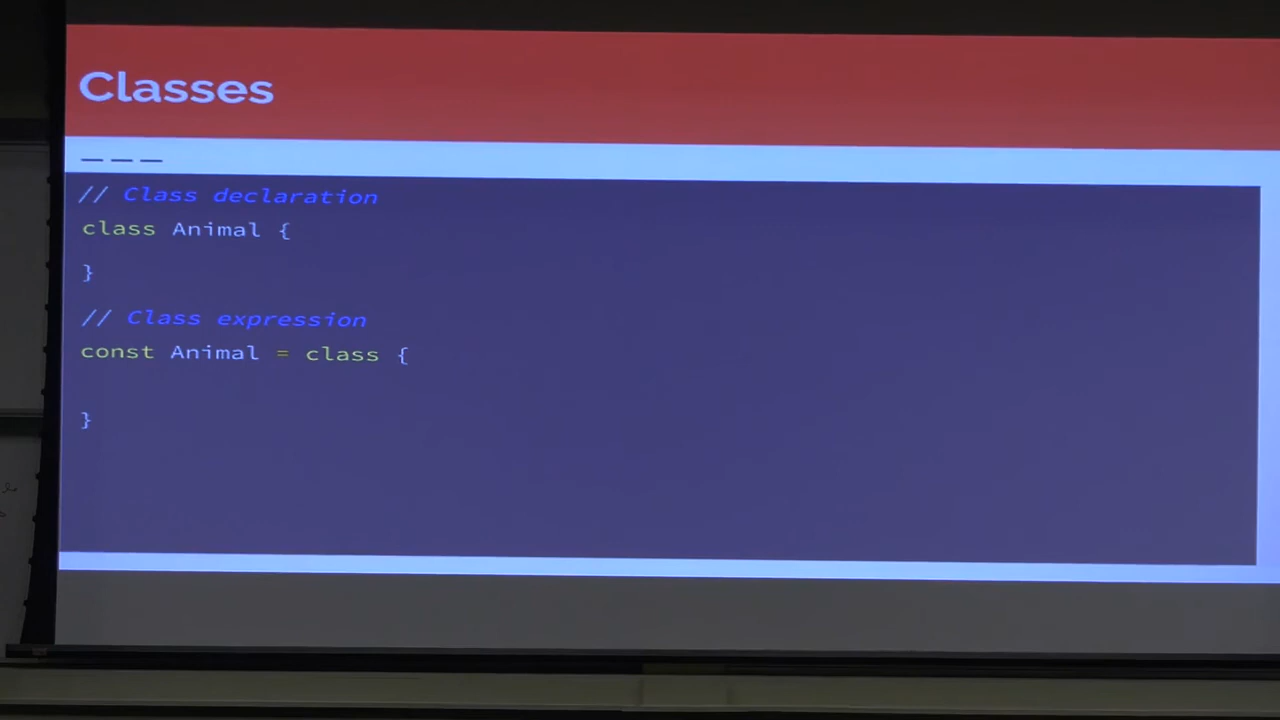 Classes
// Class declaration
class Animal {
}
// Class expression
const Animal = class {
}